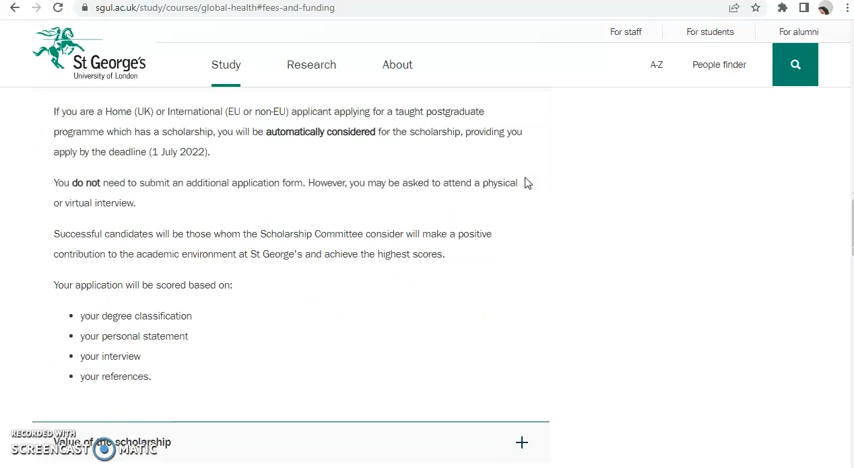 sgul.ac.uk/study/courses/global-health#fees-and-funding
For staff
For students
For alumni
St George's
University of London
Study
Research
About
A-Z
People finder
If you are a Home (UK) or International (EU or non-EU) applicant applying for a taught postgraduate
programme which has a scholarship, you will be automatically considered for the scholarship, providing you
apply by the deadline (1 July 2022).
You do not need to submit an additional application form. However, you may be asked to attend a physical
or virtual interview.
Successful candidates will be those whom the Scholarship Committee consider will make a positive
contribution to the academic environment at St George's and achieve the highest scores.
Your application will be scored based on:
• your degree classification
• your personal statement
• your interview
• your references.
Value of the scholarship
RECORDED WITH
SCREENCAST MATIC